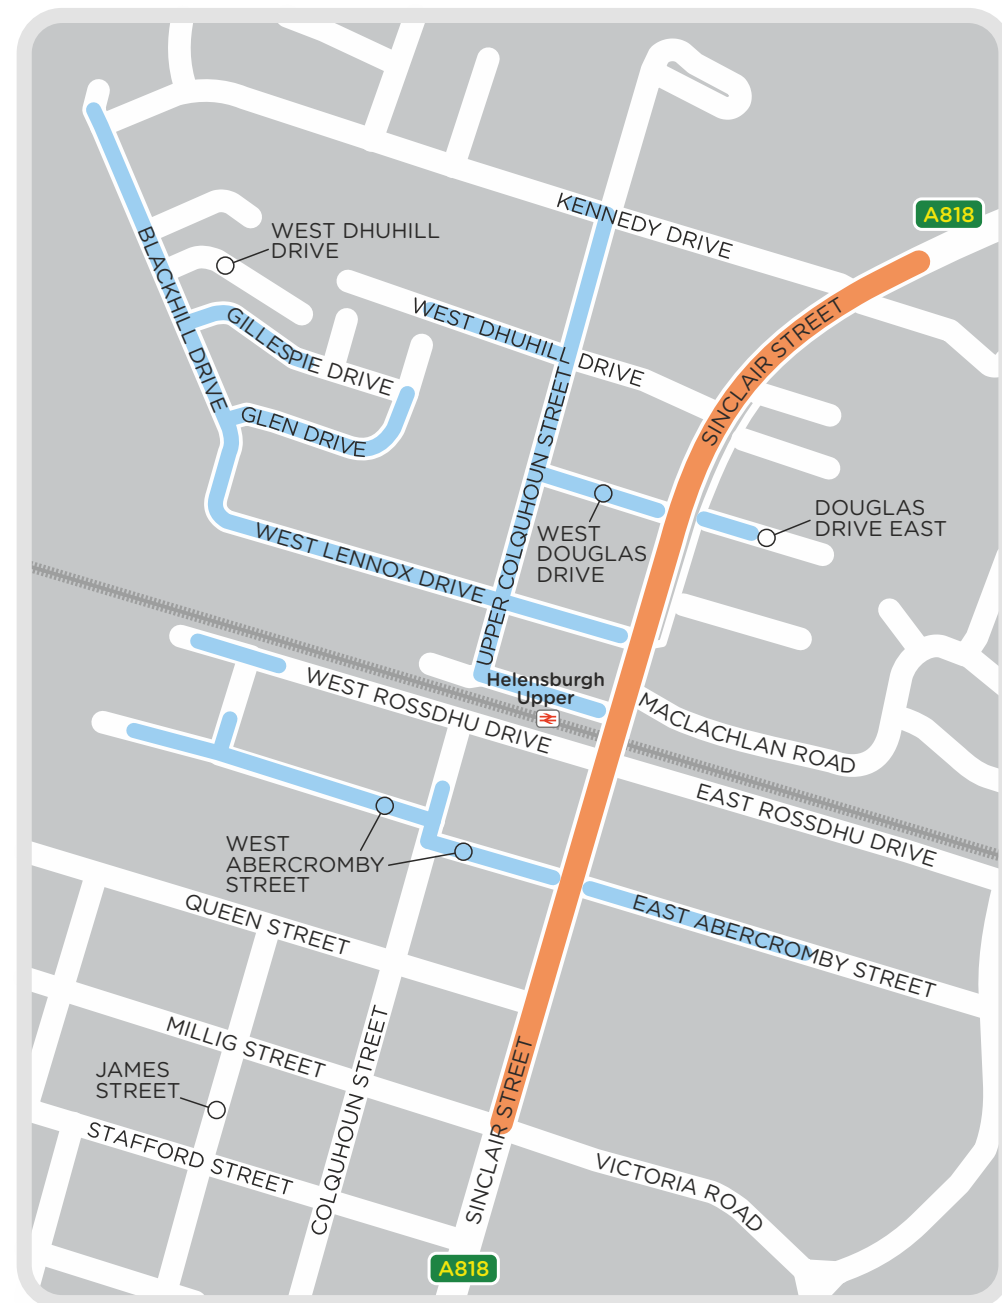 KENNEDY DRIVE
A818
WEST DHUHILL
DRIVE
BLACKHILL DRIVE
WEST DHUHILL DRIVE
GILLESPIE DRIVE
SINCLAIR STREET
GLEN DRIVE
UPPER COLQUHOUN STREET
WEST
DOUGLAS
DRIVE
DOUGLAS
DRIVE EAST
WEST LENNOX DRIVE
Helensburgh
Upper
WEST ROSSDHU DRIVE
MACLACHLAN ROAD
EAST ROSSDHU DRIVE
WEST
ABERCROMBY
STREET
EAST ABERCROMBY STREET
QUEEN STREET
MILLIG STREET
COLQUHOUN STREET
SINCLAIR STREET
JAMES
STREET
STAFFORD STREET
SINCLAIR STREET
VICTORIA ROAD
A818